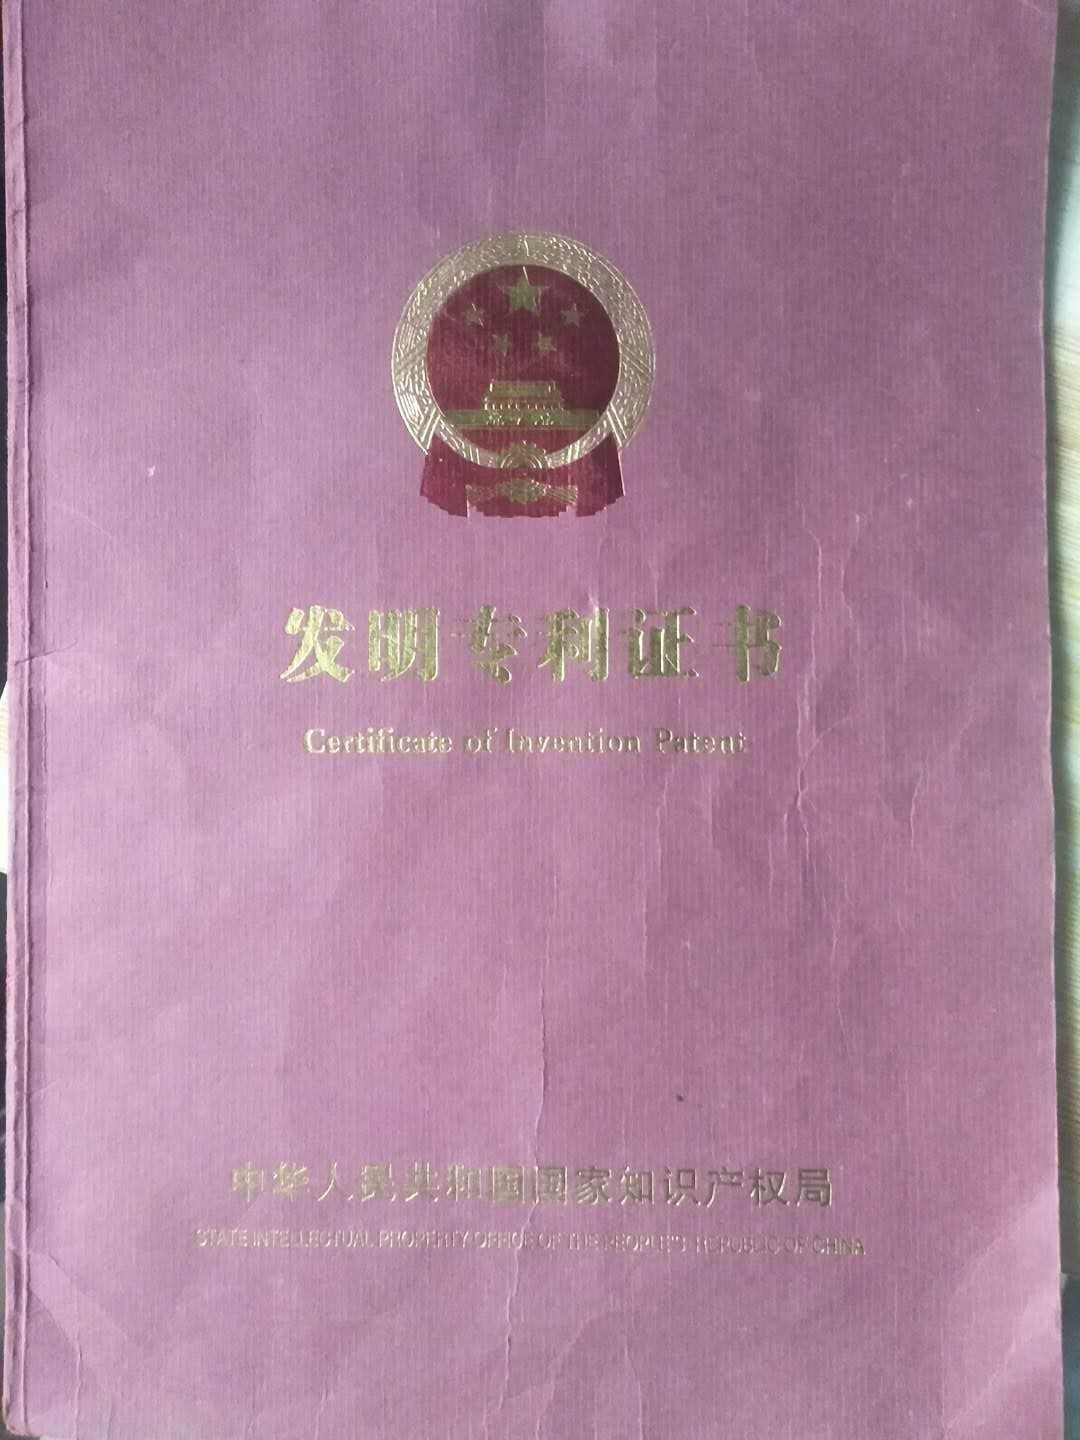 发明专利证书
Certificate of Invention Patent
中华人民共和国国家知识产权局
STATE INTELLECTUAL PROPERTY OFFICE OF THE PEOPLE'S REPUBLIC OF CHINA